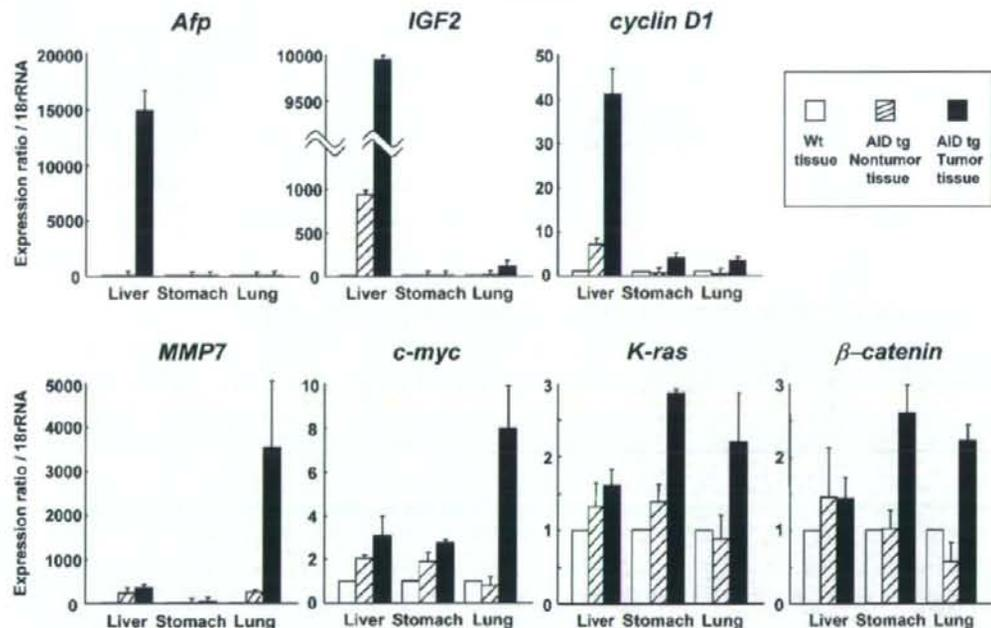 Afp
IGF2
cyclin D1
Expression ratio / 18rRNA
20000
15000
10000
5000
0
Liver Stomach Lung
10000
9500
1000
500
0
Liver Stomach Lung
50
40
30
20
10
0
Liver Stomach Lung
Wt
tissue
AID tg
Nontumor
tissue
AID tg
Tumor
tissue
MMP7
c-myc
K-ras
β–catenin
Expression ratio / 18rRNA
5000
4000
3000
2000
1000
0
Liver Stomach Lung
10
8
6
4
2
0
Liver Stomach Lung
3
2
1
0
Liver Stomach Lung
3
2
1
0
Liver Stomach Lung